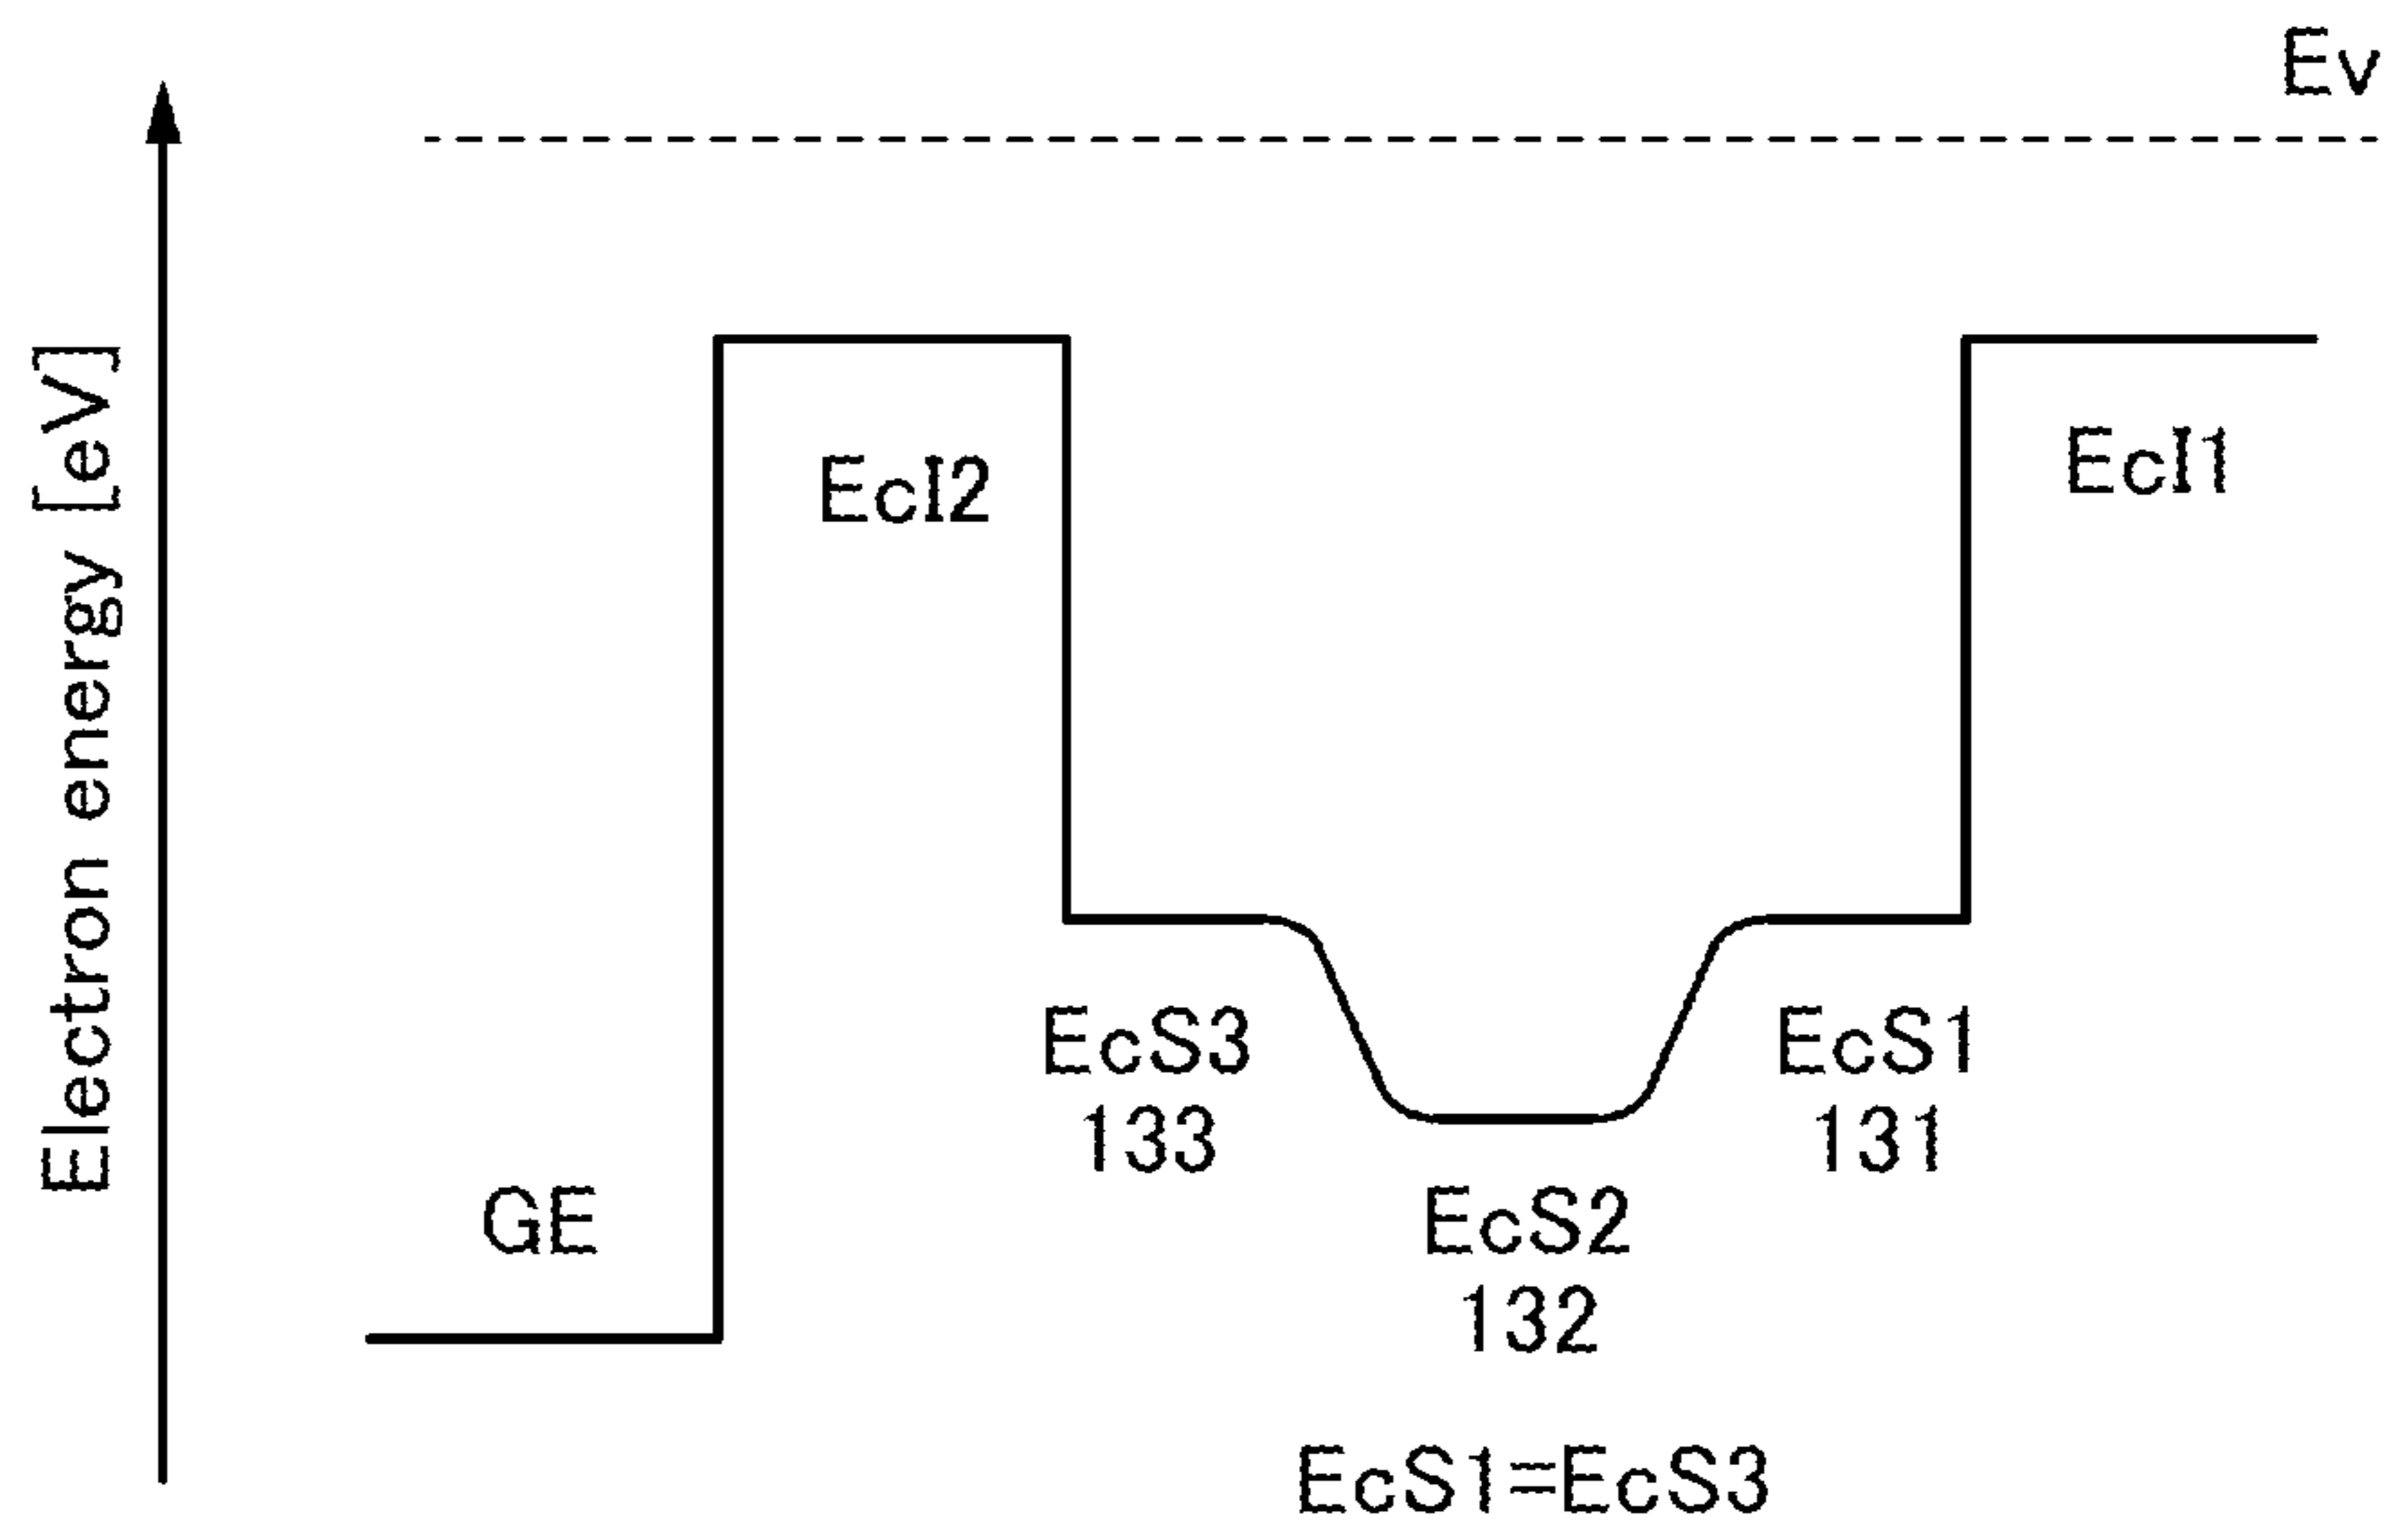 Ev
Electron energy [eV]
EcI2
EcI1
EcS3
133
EcS1
131
GE
EcS2
132
EcS1=EcS3